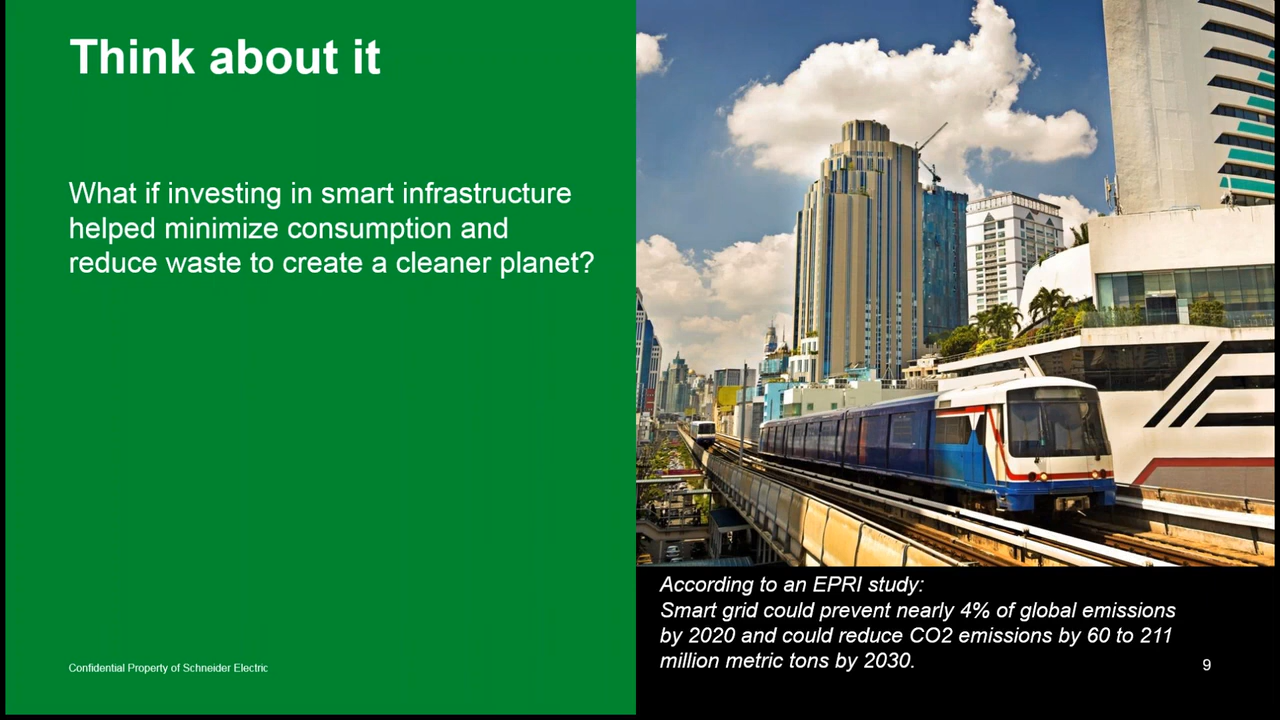 Think about it
What if investing in smart infrastructure
helped minimize consumption and
reduce waste to create a cleaner planet?
According to an EPRI study:
Smart grid could prevent nearly 4% of global emissions
by 2020 and could reduce CO2 emissions by 60 to 211
million metric tons by 2030.
Confidential Property of Schneider Electric
9